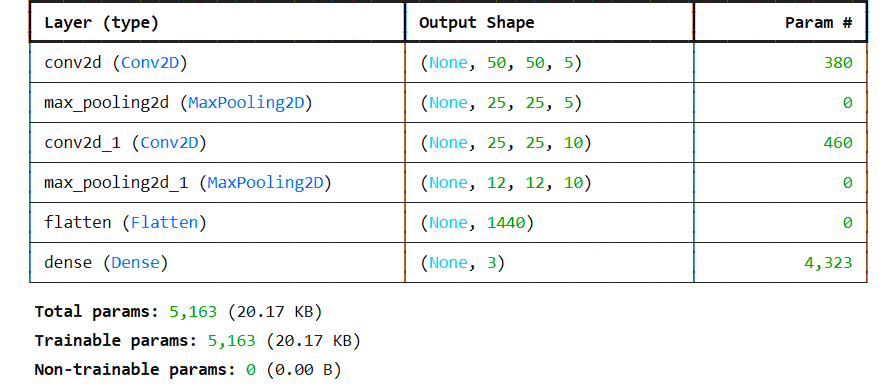 Layer (type) Output Shape Param #
conv2d (Conv2D) (None, 50, 50, 5) 380
max_pooling2d (MaxPooling2D) (None, 25, 25, 5) 0
conv2d_1 (Conv2D) (None, 25, 25, 10) 460
max_pooling2d_1 (MaxPooling2D) (None, 12, 12, 10) 0
flatten (Flatten) (None, 1440) 0
dense (Dense) (None, 3) 4,323
Total params: 5,163 (20.17 KB)
Trainable params: 5,163 (20.17 KB)
Non-trainable params: 0 (0.00 B)